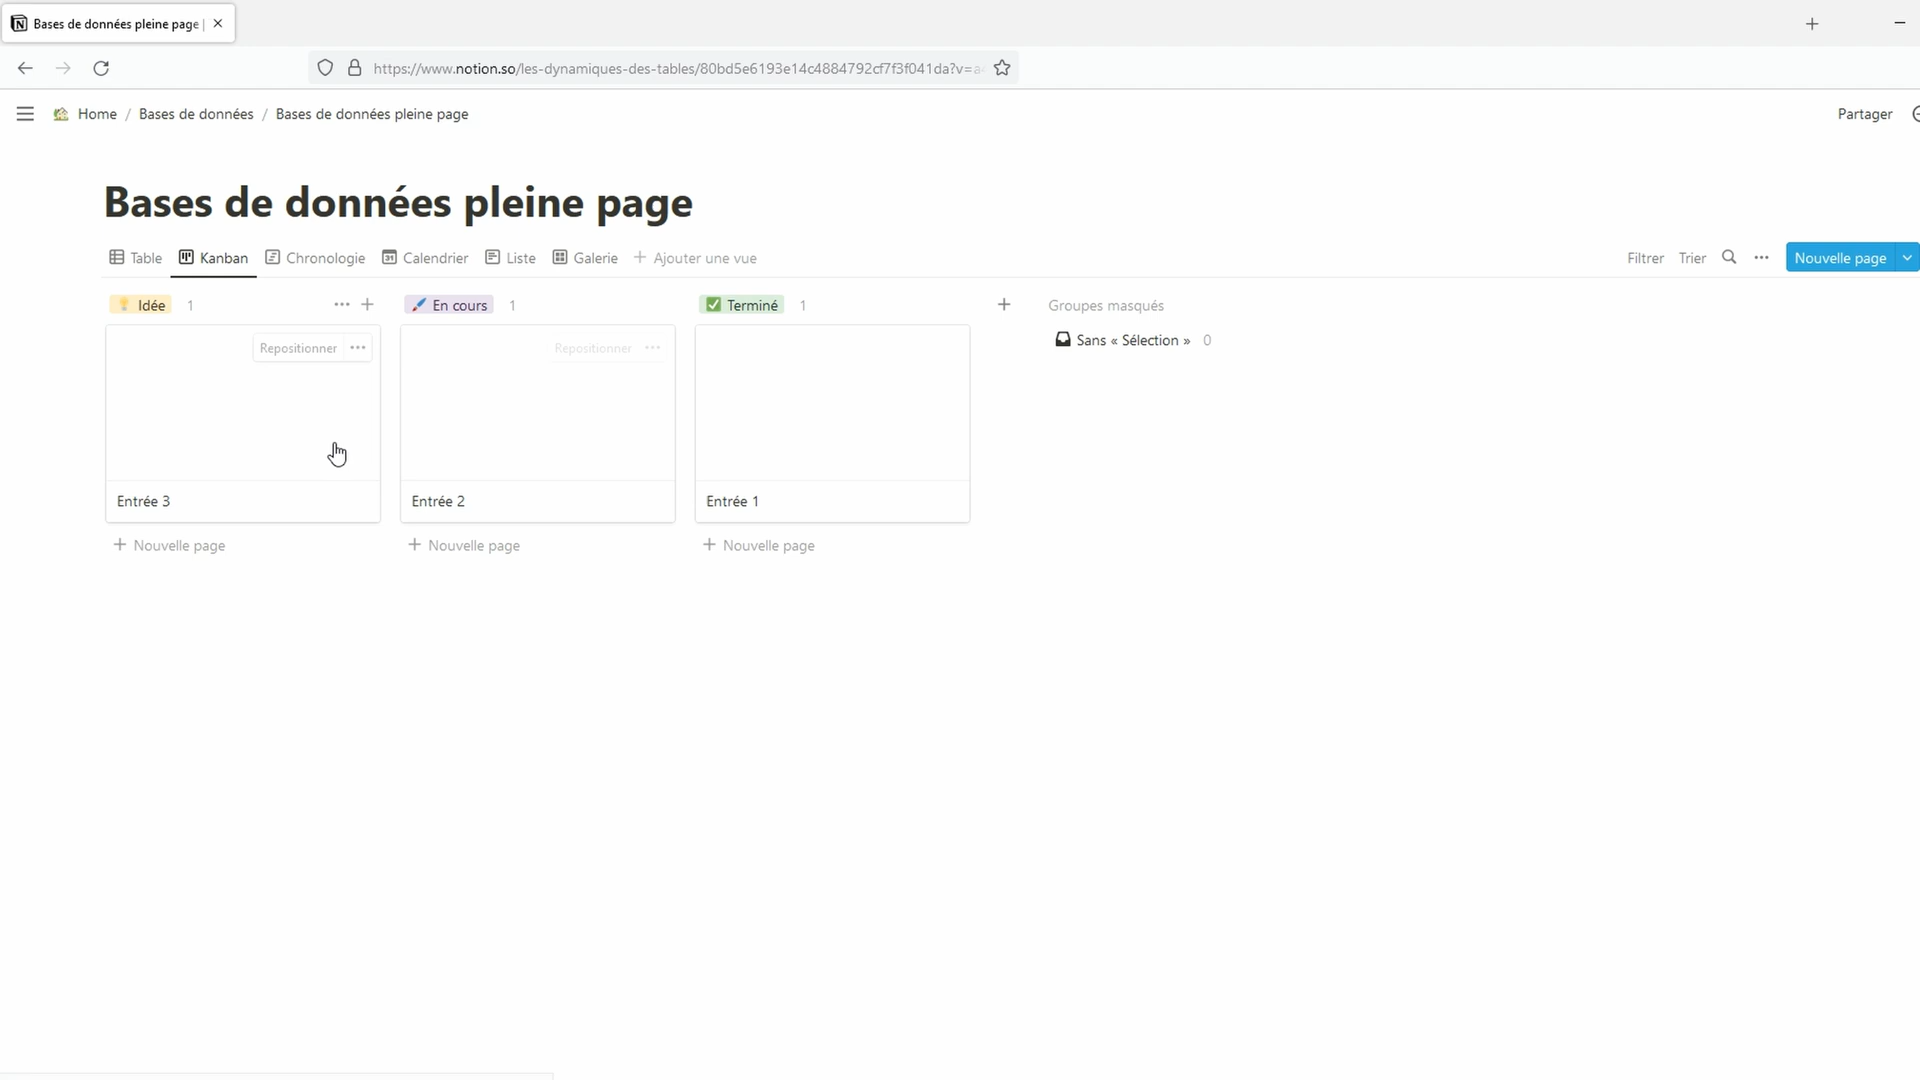 Bases de données pleine page |
https://www.notion.so/les-dynamiques-des-tables/80bd5e6193e14c4884792cf7f3f041da?v=a
Home / Bases de données / Bases de données pleine page
Partager
Bases de données pleine page
Table Kanban Chronologie Calendrier Liste Galerie + Ajouter une vue
Filtrer Trier ••• Nouvelle page
Idée 1 ••• + En cours 1 Terminé 1 + Groupes masqués
Repositionner ••• Repositionner ••• Sans « Sélection » 0
Entrée 3 Entrée 2 Entrée 1
+ Nouvelle page + Nouvelle page + Nouvelle page